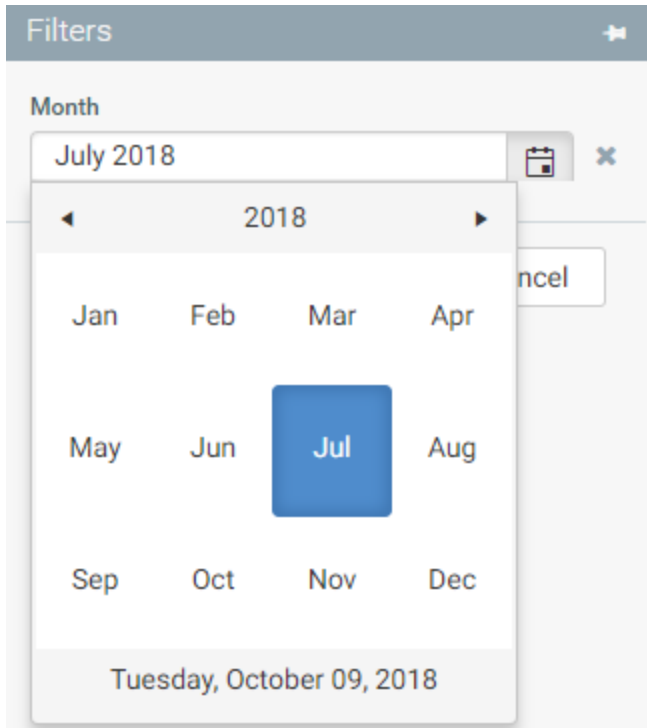 Filters
Month
July 2018
2018
ncel
Jan Feb Mar Apr
May Jun Jul Aug
Sep Oct Nov Dec
Tuesday, October 09, 2018